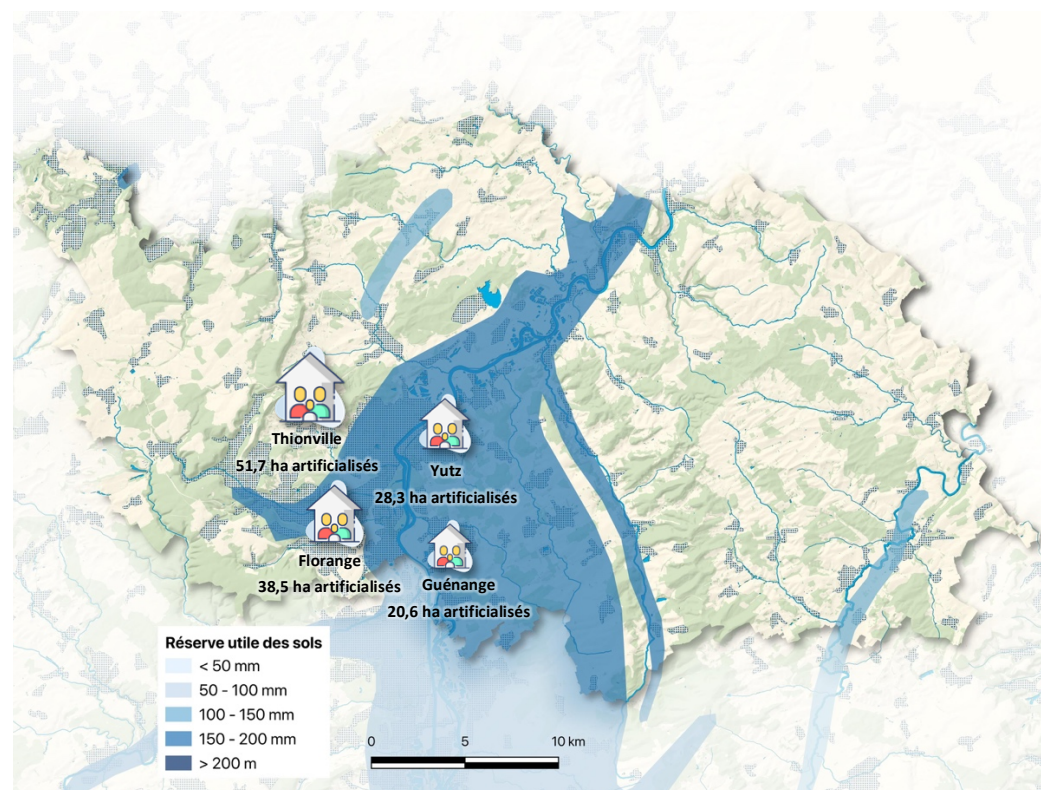 Thionville
51,7 ha artificialisés
Yutz
28,3 ha artificialisés
Florange
38,5 ha artificialisés
Guénange
20,6 ha artificialisés
Réserve utile des sols
< 50 mm
50 - 100 mm
100 - 150 mm
150 - 200 mm
> 200 m
0 5 10 km